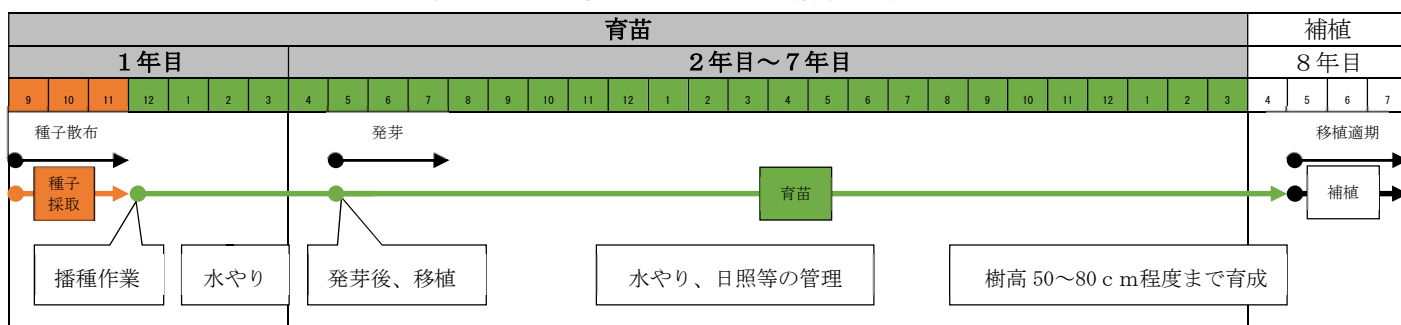 育苗 補植
１年目 ２年目～７年目 ８年目
9 10 11 12 1 2 3 4 5 6 7 8 9 10 11 12 1 2 3 4 5 6 7 8 9 10 11 12 1 2 3 4 5 6 7
種子散布 発芽 移植適期
種子
採取
育苗 補植
播種作業 水やり 発芽後、移植 水やり、日照等の管理 樹高 50～80ｃｍ程度まで育成